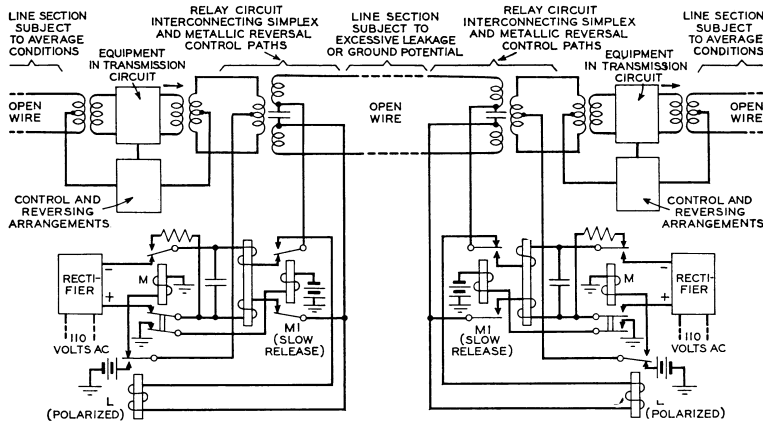 LINE SECTION
SUBJECT
TO AVERAGE
CONDITIONS
EQUIPMENT
IN TRANSMISSION
CIRCUIT
RELAY CIRCUIT
INTERCONNECTING SIMPLEX
AND METALLIC REVERSAL
CONTROL PATHS
LINE SECTION
SUBJECT TO
EXCESSIVE LEAKAGE
OR GROUND POTENTIAL
RELAY CIRCUIT
INTERCONNECTING SIMPLEX
AND METALLIC REVERSAL
CONTROL PATHS
EQUIPMENT
IN TRANSMISSION
CIRCUIT
LINE SECTION
SUBJECT
TO AVERAGE
CONDITIONS
OPEN
WIRE
OPEN
WIRE
OPEN
WIRE
CONTROL AND
REVERSING
ARRANGEMENTS
CONTROL AND
REVERSING
ARRANGEMENTS
RECTI-
FIER
-
+
M
110
VOLTS AC
M1
(SLOW
RELEASE)
L
(POLARIZED)
M1
(SLOW
RELEASE)
M
-
+
RECTI-
FIER
110
VOLTS AC
L
(POLARIZED)